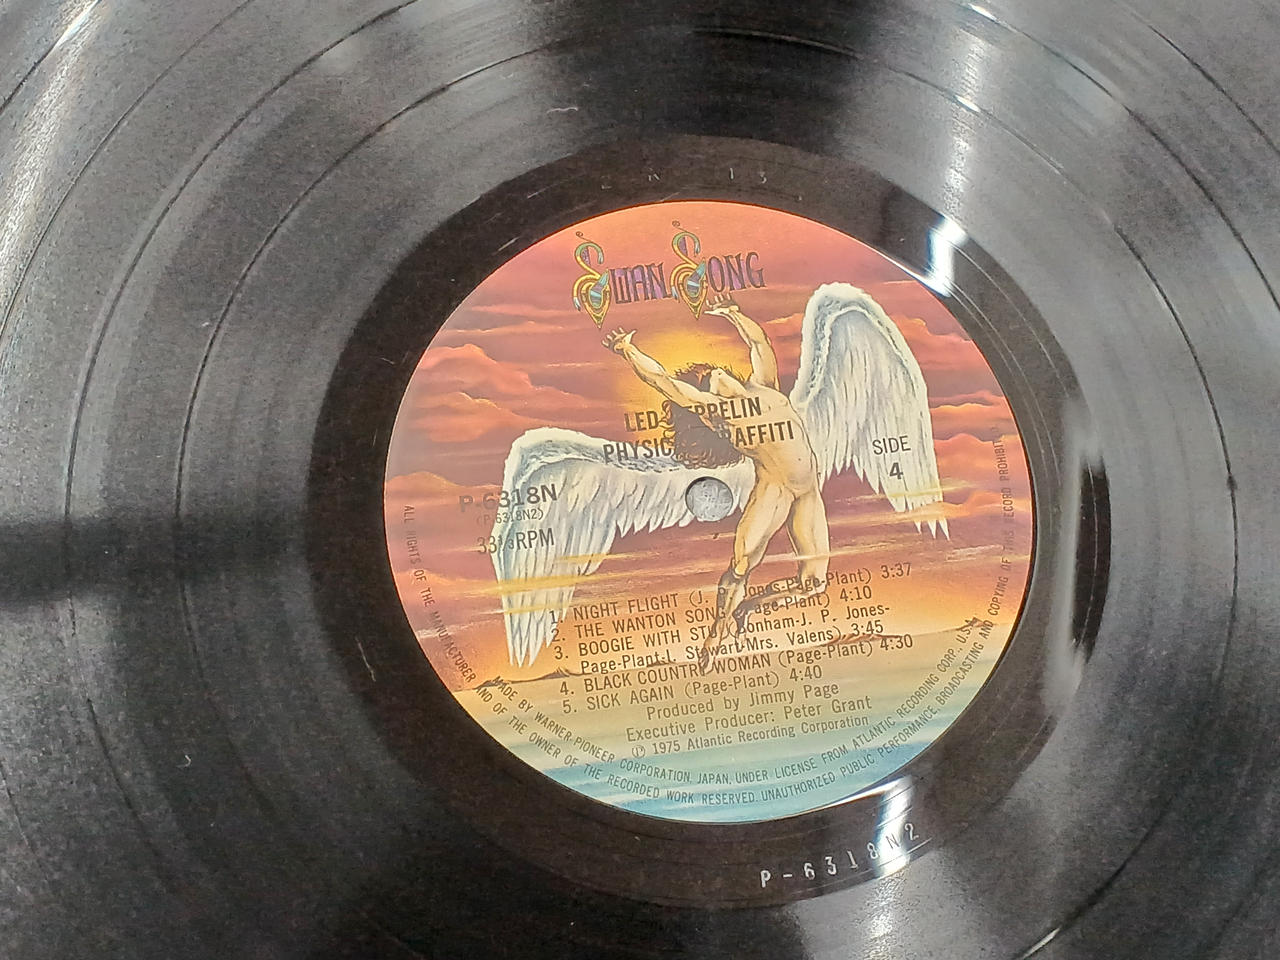 SWAN SONG
LED ZEPPELIN
PHYSICAL GRAFFITI
SIDE
4
P-6318N
(P-6318N2)
33⅓RPM
1. NIGHT FLIGHT (J. P. Jones-Page-Plant) 3:37
2. THE WANTON SONG (Page-Plant) 4:10
3. BOOGIE WITH STU (Bonham-J. P. Jones-
Page-Plant-I. Stewart-Mrs. Valens) 3:45
4. BLACK COUNTRY WOMAN (Page-Plant) 4:30
5. SICK AGAIN (Page-Plant) 4:40
Produced by Jimmy Page
Executive Producer: Peter Grant
Ⓟ 1975 Atlantic Recording Corporation
MADE BY WARNER-PIONEER CORPORATION, JAPAN, UNDER LICENSE FROM ATLANTIC RECORDING CORP., U.S.A.
ALL RIGHTS OF THE MANUFACTURER AND OF THE OWNER OF THE RECORDED WORK RESERVED. UNAUTHORIZED PUBLIC PERFORMANCE, BROADCASTING AND COPYING OF THIS RECORD PROHIBITED
P-6318N2